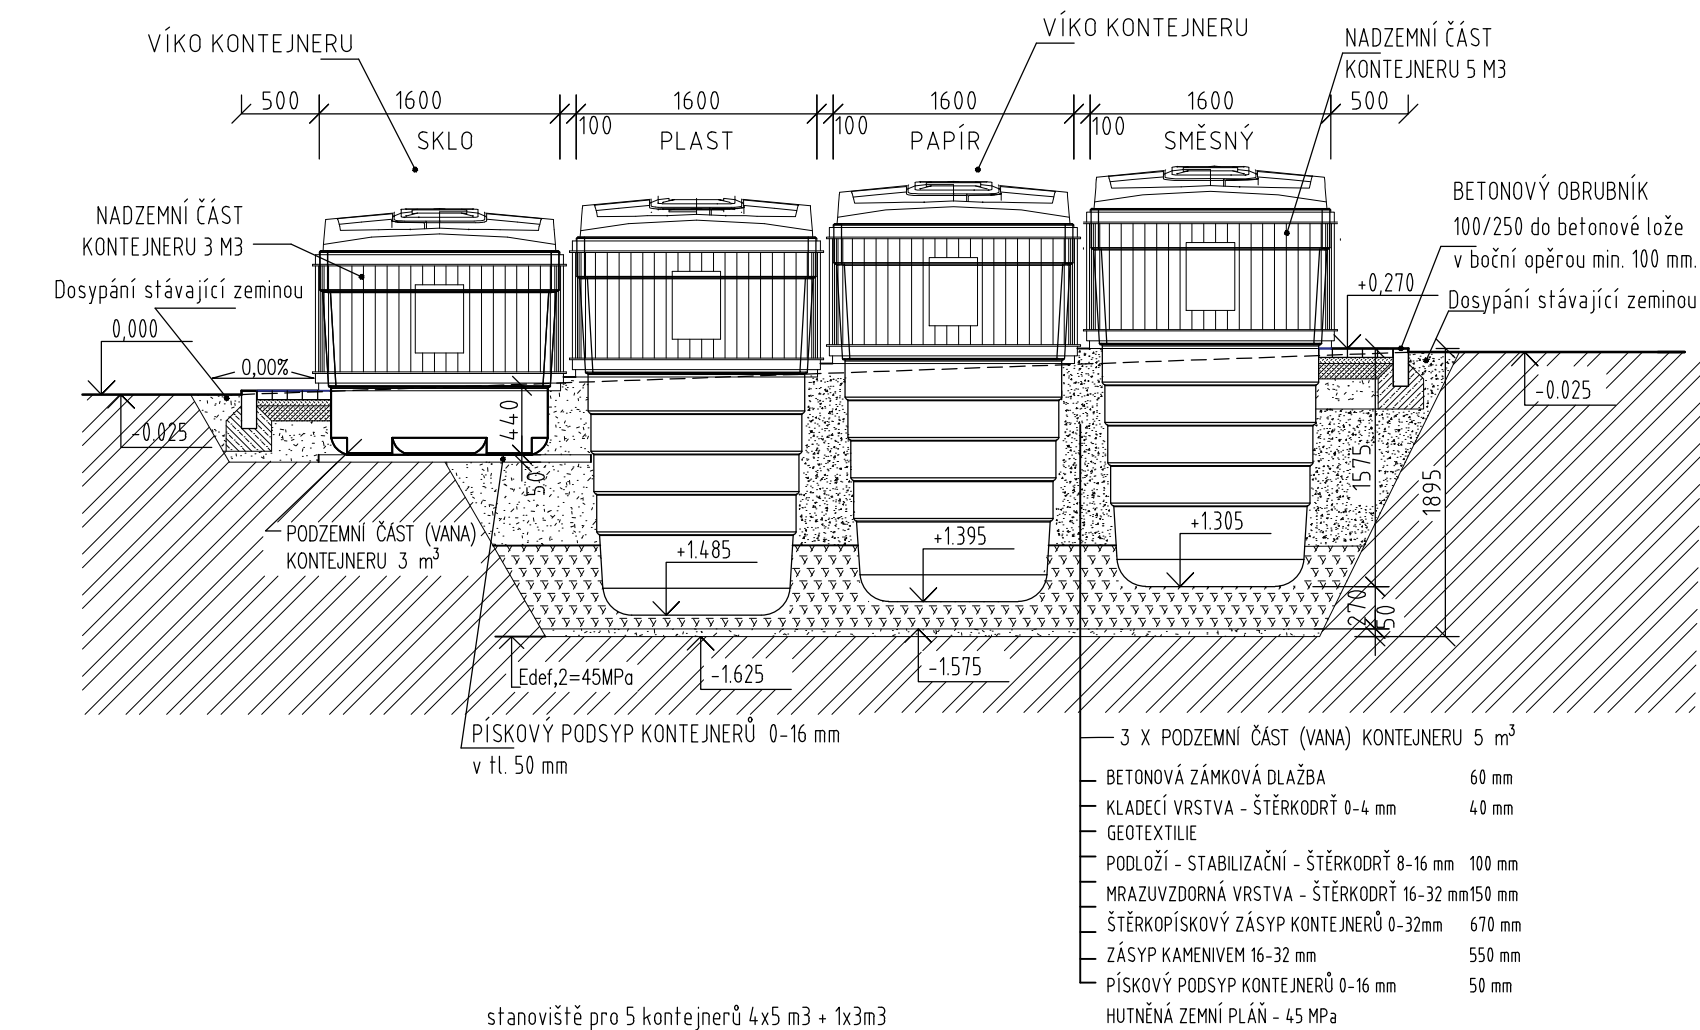 VÍKO KONTEJNERU
VÍKO KONTEJNERU
NADZEMNÍ ČÁST
KONTEJNERU 5 M3
500
1600
1600
1600
1600
500
100
100
100
SKLO
PLAST
PAPÍR
SMĚSNÝ
BETONOVÝ OBRUBNÍK
100/250 do betonové lože
v boční opěrou min. 100 mm.
NADZEMNÍ ČÁST
KONTEJNERU 3 M3
Dosypání stávající zeminou
+0,270
Dosypání stávající zeminou
0,000
0,00%
-0.025
-0.025
440
50
1575
1895
PODZEMNÍ ČÁST (VANA)
KONTEJNERU 3 m³
+1.485
+1.395
+1.305
270
50
Edef,2=45MPa
-1.625
-1.575
PÍSKOVÝ PODSYP KONTEJNERŮ 0-16 mm
v tl. 50 mm
3 X PODZEMNÍ ČÁST (VANA) KONTEJNERU 5 m³
BETONOVÁ ZÁMKOVÁ DLAŽBA 60 mm
KLADECÍ VRSTVA - ŠTĚRKODRŤ 0-4 mm 40 mm
GEOTEXTILIE
PODLOŽÍ - STABILIZAČNÍ - ŠTĚRKODRŤ 8-16 mm 100 mm
MRAZUVZDORNÁ VRSTVA - ŠTĚRKODRŤ 16-32 mm 150 mm
ŠTĚRKOPÍSKOVÝ ZÁSYP KONTEJNERŮ 0-32mm 670 mm
ZÁSYP KAMENIVEM 16-32 mm 550 mm
PÍSKOVÝ PODSYP KONTEJNERŮ 0-16 mm 50 mm
HUTNĚNÁ ZEMNÍ PLÁŇ - 45 MPa
stanoviště pro 5 kontejnerů 4x5 m3 + 1x3m3